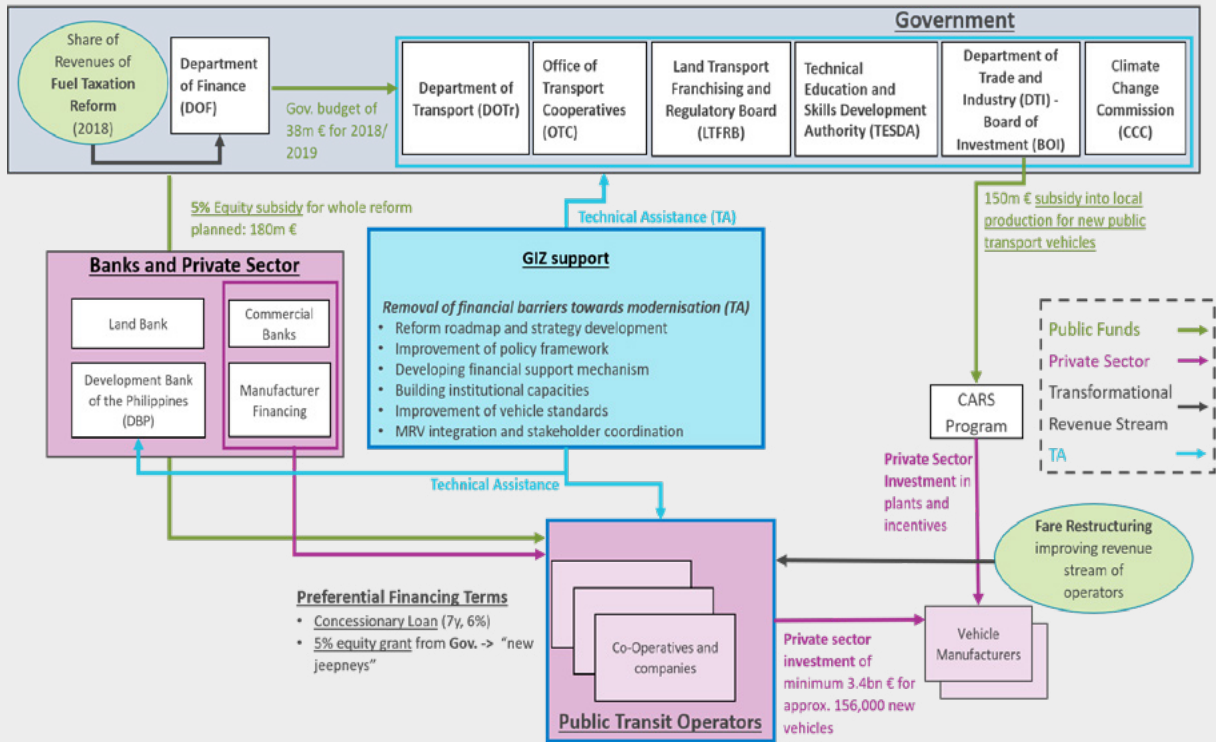 Government
Share of
Revenues of
Fuel Taxation
Reform
(2018)
Department
of Finance
(DOF)
Gov. budget of
38m € for 2018/
2019
Department of
Transport (DOTr)
Office of
Transport
Cooperatives
(OTC)
Land Transport
Franchising and
Regulatory Board
(LTFRB)
Technical
Education and
Skills Development
Authority (TESDA)
Department of
Trade and
Industry (DTI) -
Board of
Investment (BOI)
Climate
Change
Commission
(CCC)
5% Equity subsidy for whole reform
planned: 180m €
Technical Assistance (TA)
150m € subsidy into local
production for new public
transport vehicles
Banks and Private Sector
Land Bank
Commercial
Banks
Development Bank
of the Philippines
(DBP)
Manufacturer
Financing
GIZ support
Removal of financial barriers towards modernisation (TA)
• Reform roadmap and strategy development
• Improvement of policy framework
• Developing financial support mechanism
• Building institutional capacities
• Improvement of vehicle standards
• MRV integration and stakeholder coordination
Technical Assistance
Public Funds
Private Sector
Transformational
Revenue Stream
TA
CARS
Program
Private Sector
Investment in
plants and
incentives
Fare Restructuring
improving revenue
stream of
operators
Preferential Financing Terms
• Concessionary Loan (7y, 6%)
• 5% equity grant from Gov. -> “new
jeepneys”
Co-Operatives and
companies
Public Transit Operators
Private sector
investment of
minimum 3.4bn € for
approx. 156,000 new
vehicles
Vehicle
Manufacturers